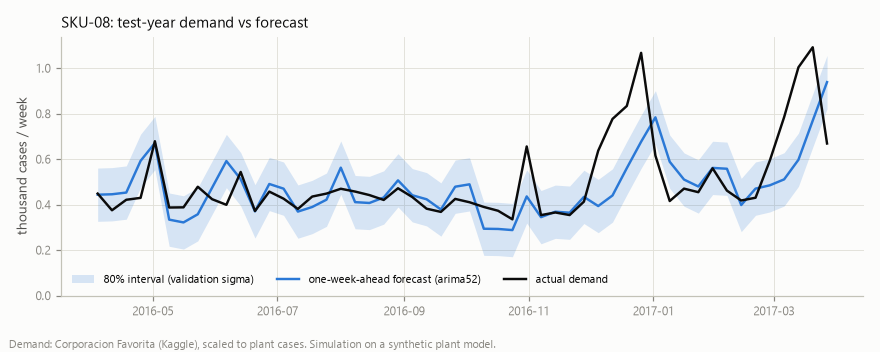 SKU-08: test-year demand vs forecast
thousand cases / week
1.0
0.8
0.6
0.4
0.2
0.0
80% interval (validation sigma)
one-week-ahead forecast (arima52)
actual demand
2016-05
2016-07
2016-09
2016-11
2017-01
2017-03
Demand: Corporacion Favorita (Kaggle), scaled to plant cases. Simulation on a synthetic plant model.